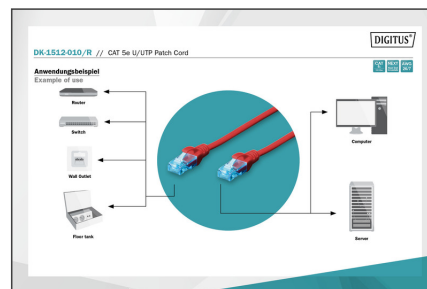 DIGITUS®
DK-1512-010/R // CAT 5e U/UTP Patch Cord
Anwendungsbeispiel
Example of use
Router
Switch
Wall Outlet
Floor tank
Computer
Server